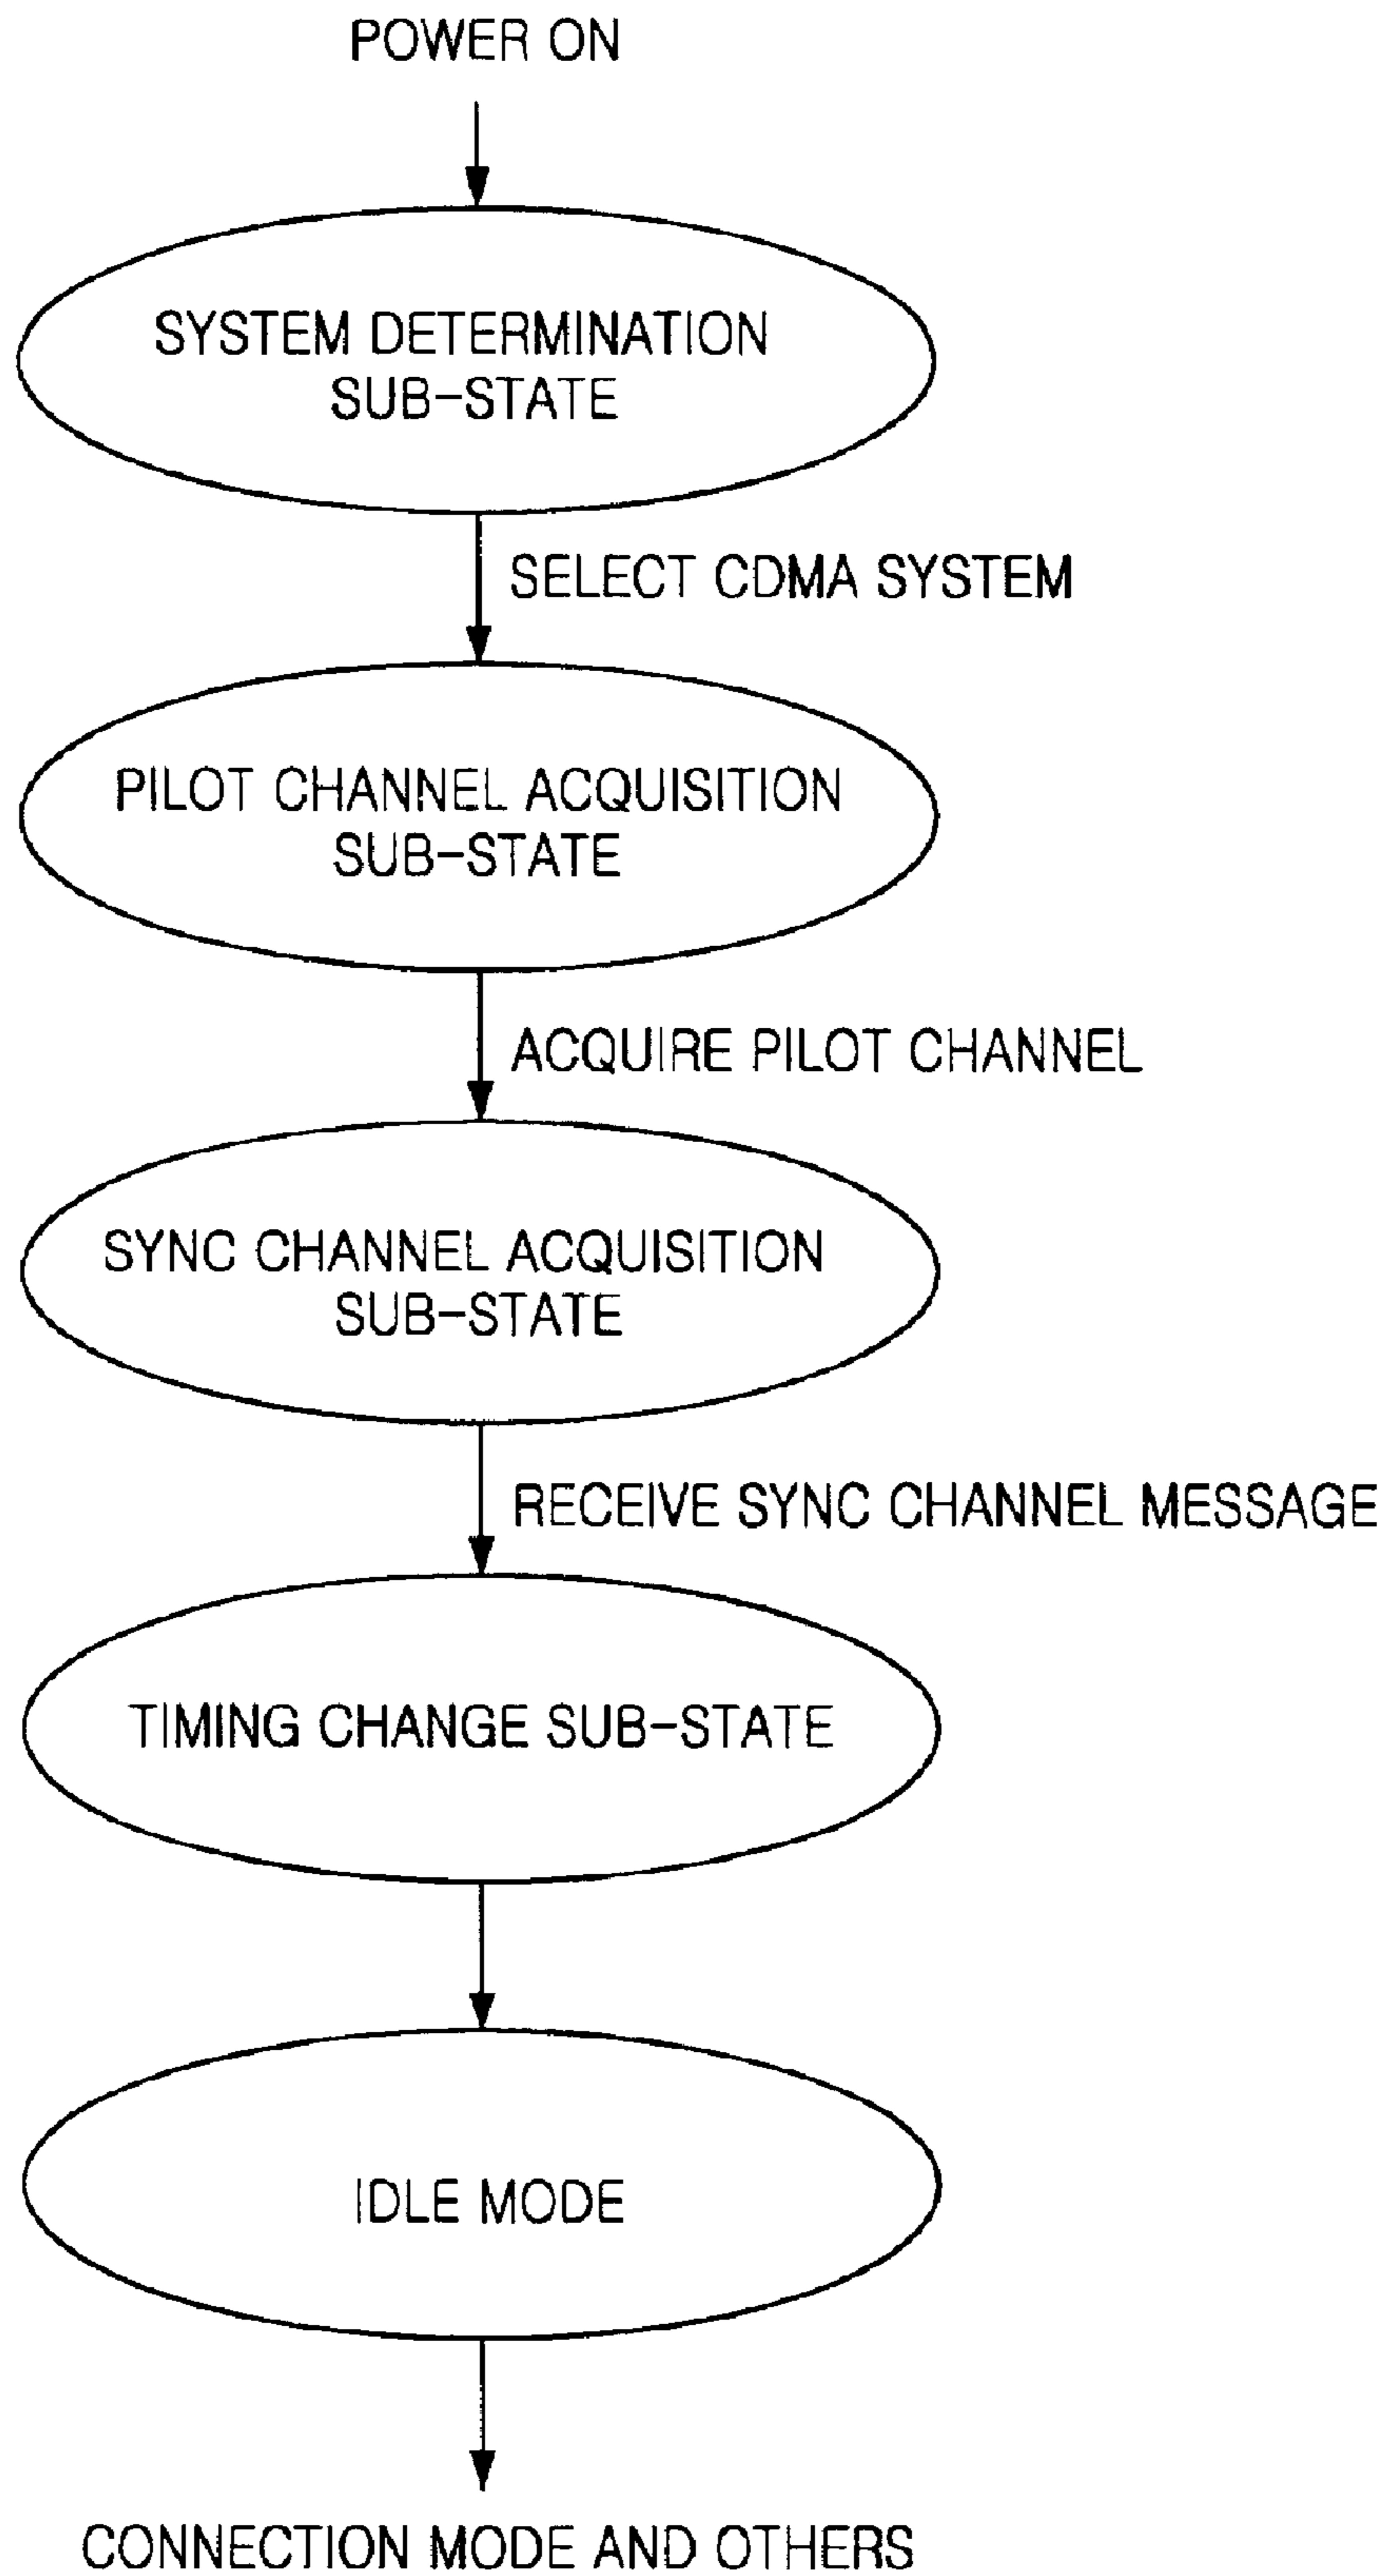 POWER ON
SYSTEM DETERMINATION
SUB-STATE
SELECT CDMA SYSTEM
PILOT CHANNEL ACQUISITION
SUB-STATE
ACQUIRE PILOT CHANNEL
SYNC CHANNEL ACQUISITION
SUB-STATE
RECEIVE SYNC CHANNEL MESSAGE
TIMING CHANGE SUB-STATE
IDLE MODE
CONNECTION MODE AND OTHERS